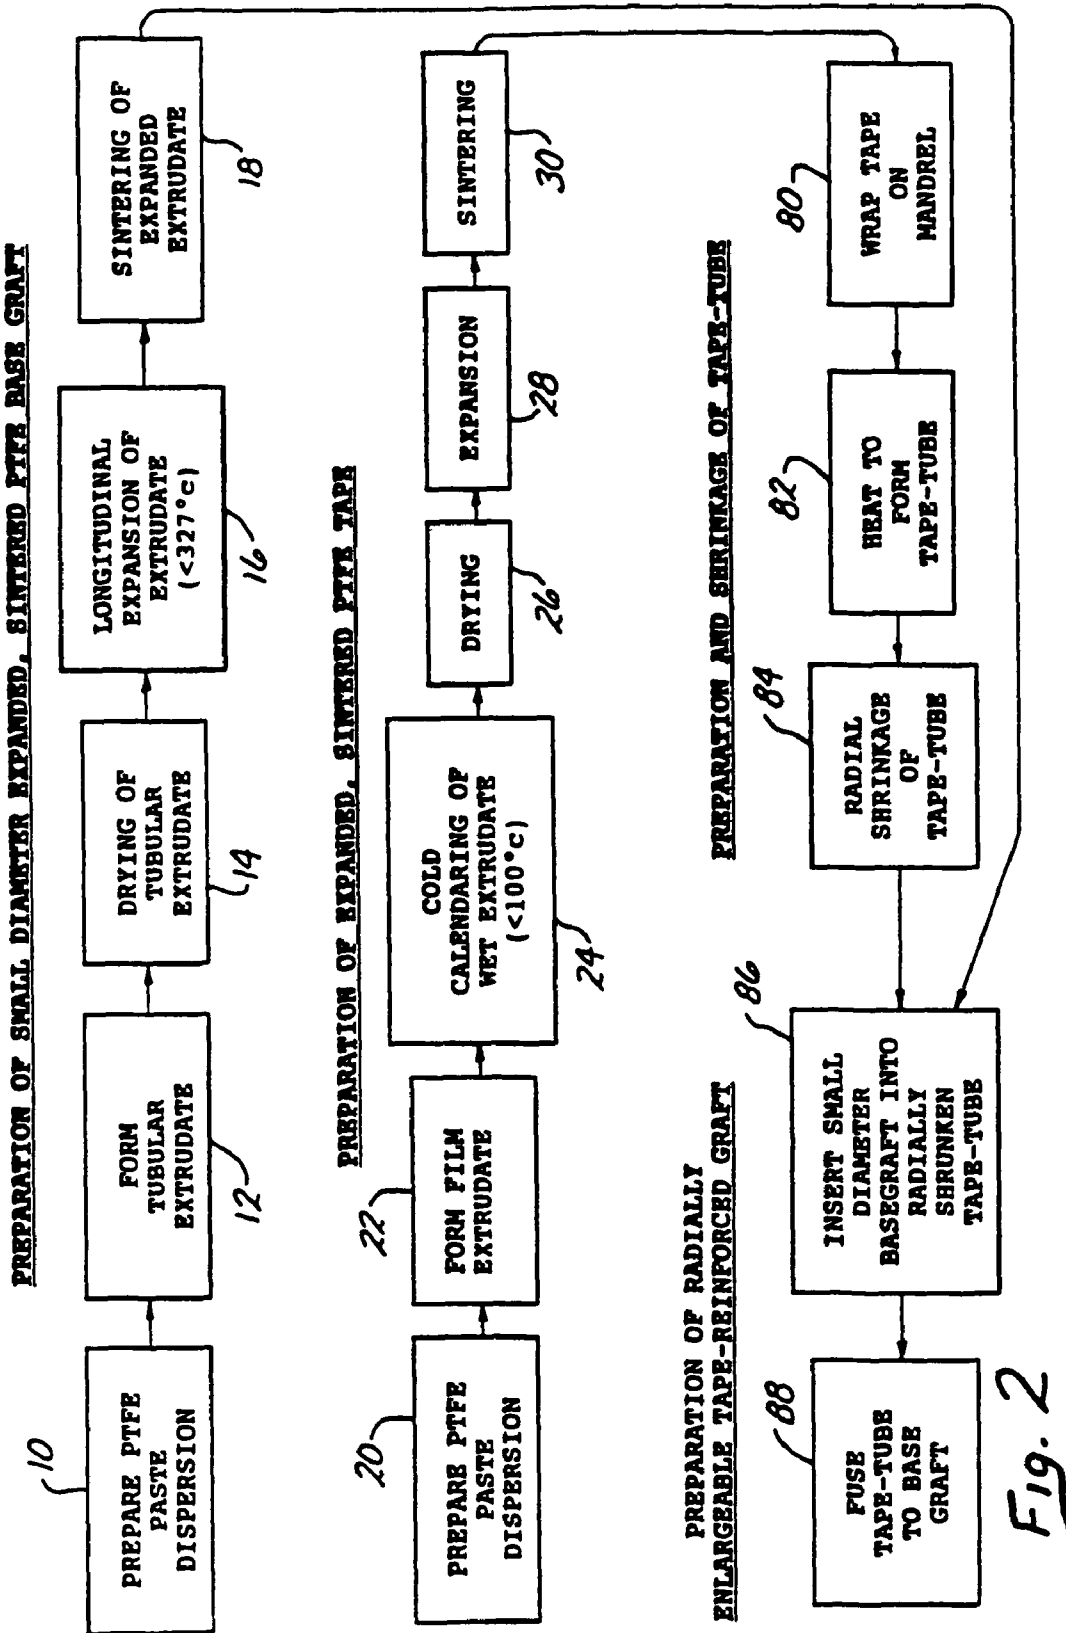 PREPARATION OF SMALL DIAMETER EXPANDED, SINTERED PTFE BASE GRAFT
10
PREPARE PTFE
PASTE
DISPERSION
FORM
TUBULAR
EXTRUDATE
12
DRYING OF
TUBULAR
EXTRUDATE
14
LONGITUDINAL
EXPANSION OF
EXTRUDATE
(<327°c)
16
SINTERING OF
EXPANDED
EXTRUDATE
18
PREPARATION OF EXPANDED, SINTERED PTFE TAPE
20
PREPARE PTFE
PASTE
DISPERSION
22
FORM FILM
EXTRUDATE
COLD
CALENDARING OF
WET EXTRUDATE
(<100°c)
24
DRYING
26
EXPANSION
28
SINTERING
30
PREPARATION AND SHRINKAGE OF TAPE-TUBE
80
WRAP TAPE
ON
MANDREL
82
HEAT TO
FORM
TAPE-TUBE
84
RADIAL
SHRINKAGE
OF
TAPE-TUBE
PREPARATION OF RADIALLY
ENLARGEABLE TAPE-REINFORCED GRAFT
86
INSERT SMALL
DIAMETER
BASEGRAFT INTO
RADIALLY
SHRUNKEN
TAPE-TUBE
88
FUSE
TAPE-TUBE
TO BASE
GRAFT
Fig. 2